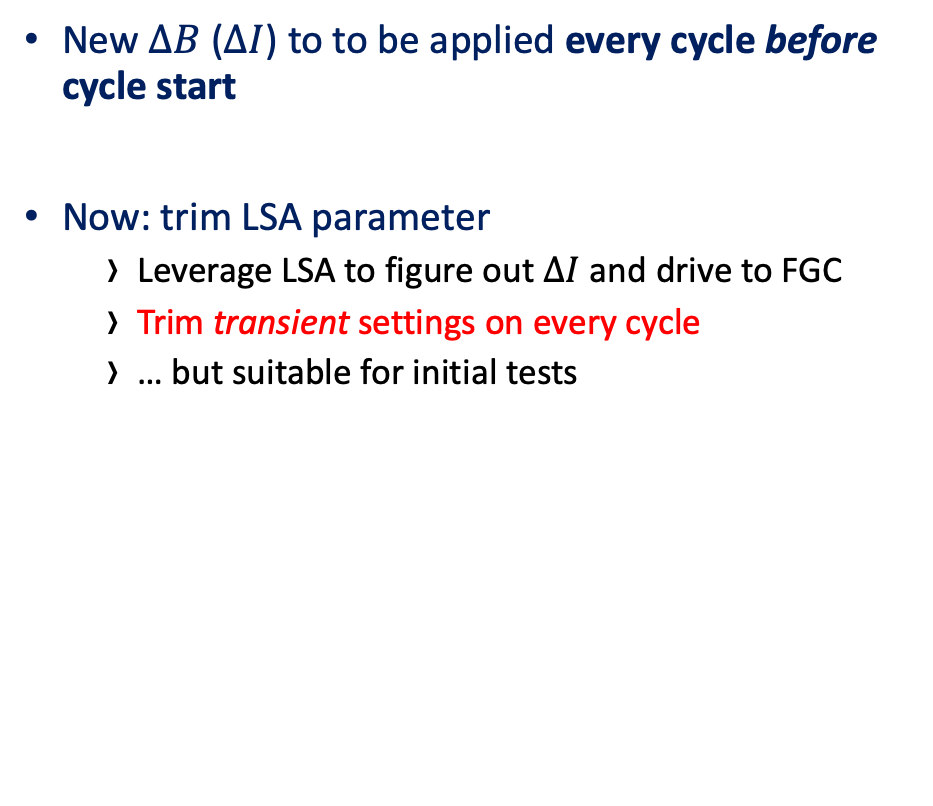 • New Δ𝐵 (Δ𝐼) to to be applied every cycle before
cycle start
• Now: trim LSA parameter
› Leverage LSA to figure out Δ𝐼 and drive to FGC
› Trim transient settings on every cycle
› … but suitable for initial tests